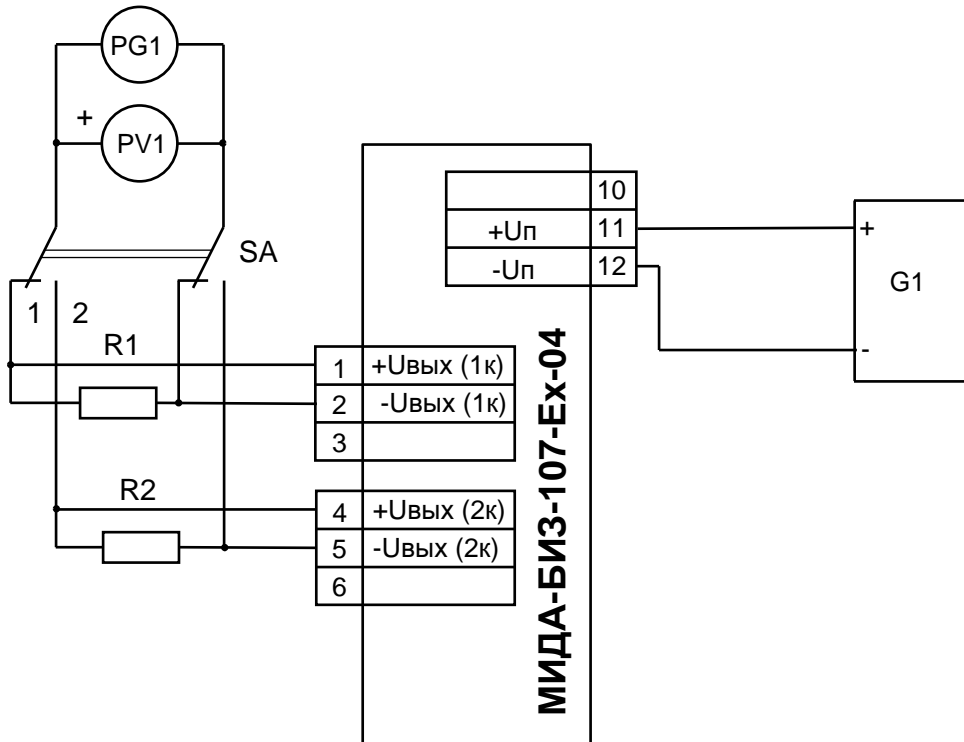 PG1
+
PV1
SA
1
2
R1
R2
10
+Uп
11
-Uп
12
+
G1
-
1
+Uвых (1к)
2
-Uвых (1к)
3
4
+Uвых (2к)
5
-Uвых (2к)
6
МИДА-БИЗ-107-Ех-04